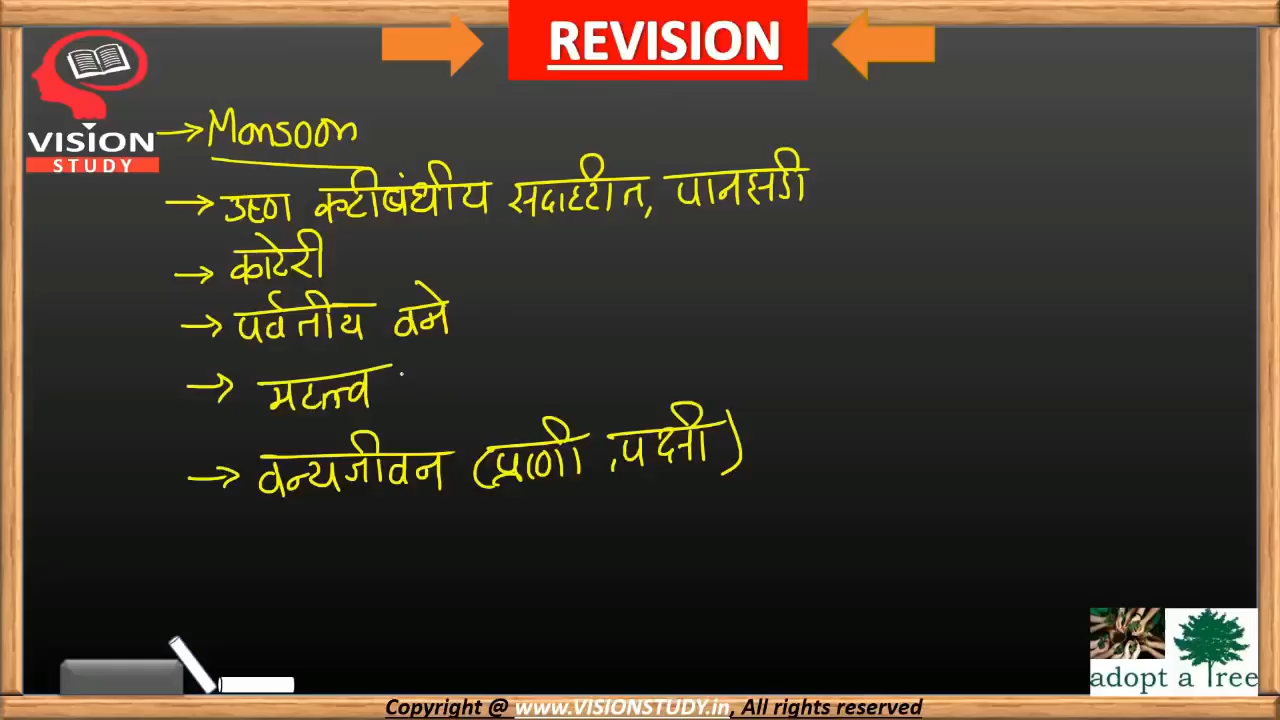 REVISION
VISION
STUDY
→ Monsoon
→ उष्ण कटीबंधीय सदाहरीत, पानझडी
→ काटेरी
→ पर्वतीय वने
→ महत्त्व
→ वन्यजीवन (प्राणी, पक्षी)
adopt a Tree
Copyright @ www.VISIONSTUDY.in, All rights reserved